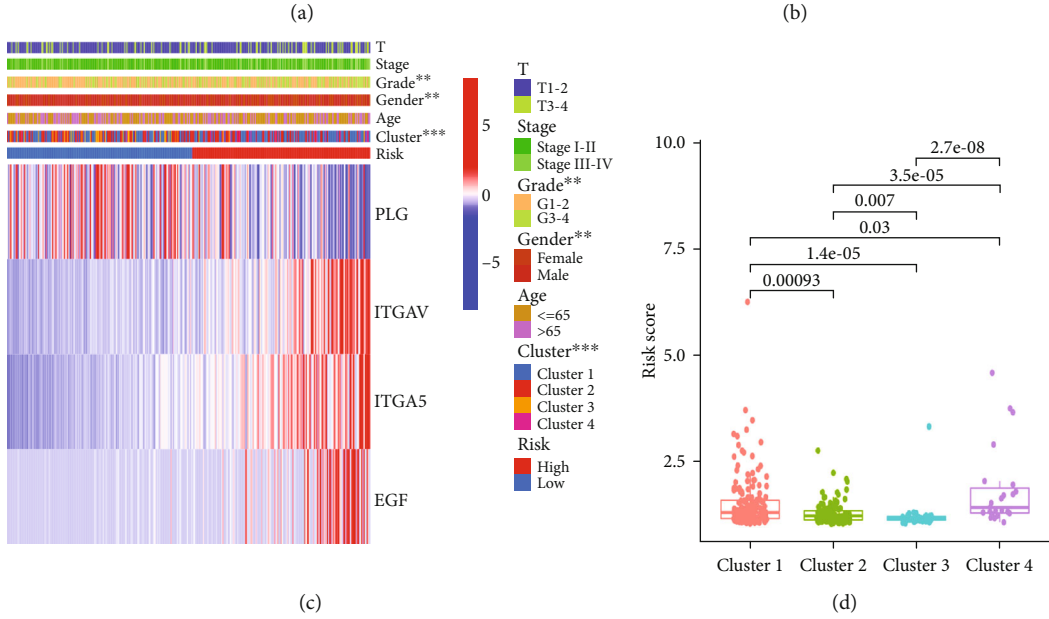 (a)
(b)
T
Stage
Grade**
Gender**
Age
Cluster***
Risk
PLG
ITGAV
ITGA5
EGF
5
0
−5
T
T1-2
T3-4
Stage
Stage I-II
Stage III-IV
Grade**
G1-2
G3-4
Gender**
Female
Male
Age
<=65
>65
Cluster***
Cluster 1
Cluster 2
Cluster 3
Cluster 4
Risk
High
Low
(c)
Risk score
10.0
7.5
5.0
2.5
2.7e-08
3.5e-05
0.007
0.03
1.4e-05
0.00093
Cluster 1
Cluster 2
Cluster 3
Cluster 4
(d)